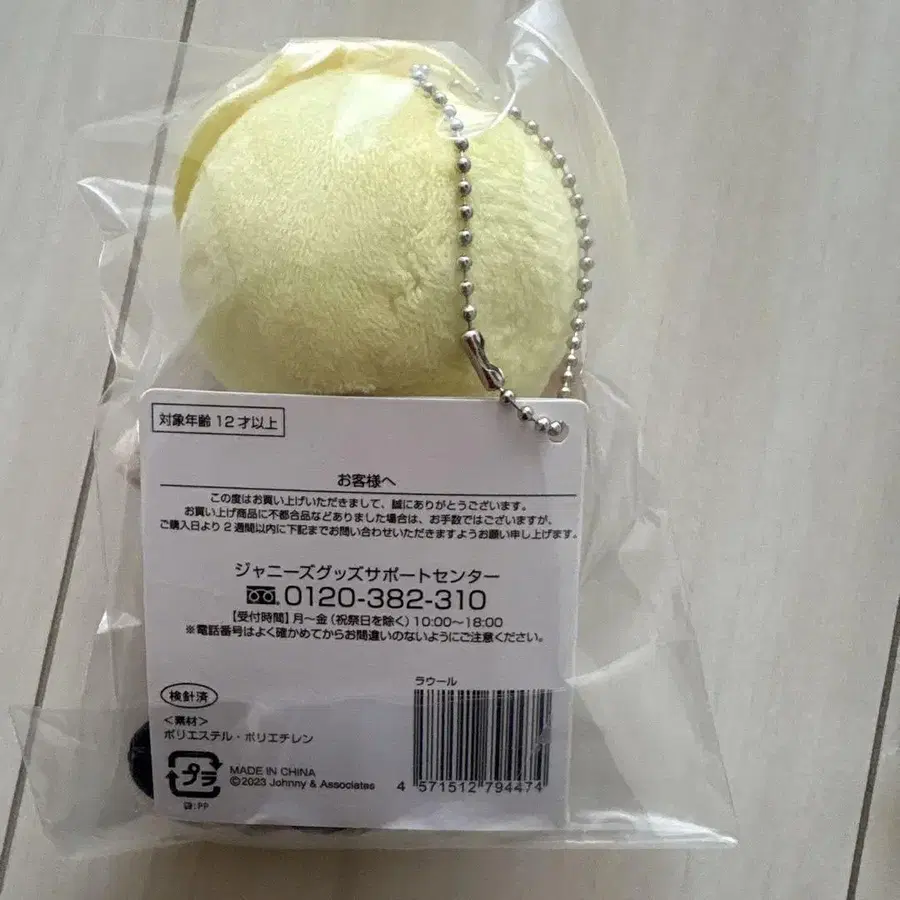 対象年齢12才以上
お客様へ
この度はお買い上げいただきまして、誠にありがとうございます。
お買い上げ商品に不都合品などありました場合は、お手数ではございますが、
ご購入日より2週間以内に下記までお問い合わせいただきますようお願い申し上げます。
ジャニーズグッズサポートセンター
0120-382-310
【受付時間】月~金(祝祭日を除く)10:00~18:00
※電話番号はよく確かめてからお間違いのないようにご注意ください。
ラウール
検針済
<素材>
ポリエステル・ポリエチレン
プラ
袋:PP
MADE IN CHINA
©2023 Johnny & Associates
4 571512 794474